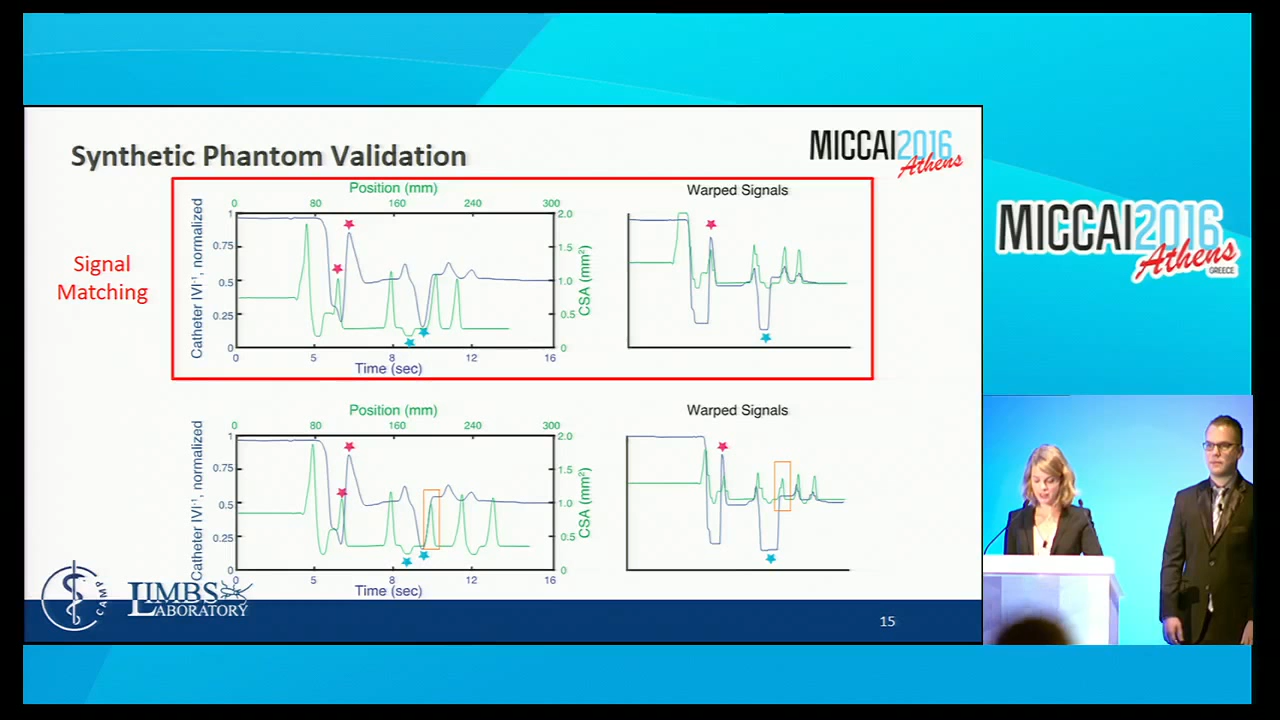 Synthetic Phantom Validation
MICCAI2016
Athens
Signal
Matching
Position (mm)
0 80 160 240 300
Catheter IVI⁻¹, normalized
1
0.75
0.5
0.25
0
2.0
1.5
1.0
0.5
0
CSA (mm²)
0 5 8 12 16
Time (sec)
Warped Signals
Position (mm)
0 80 160 240 300
Catheter IVI⁻¹, normalized
1
0.75
0.5
0.25
0
2.0
1.5
1.0
0.5
0
CSA (mm²)
0 5 8 12 16
Time (sec)
Warped Signals
CAMP
LIMBS
LABORATORY
15
MICCAI2016
Athens
GREECE